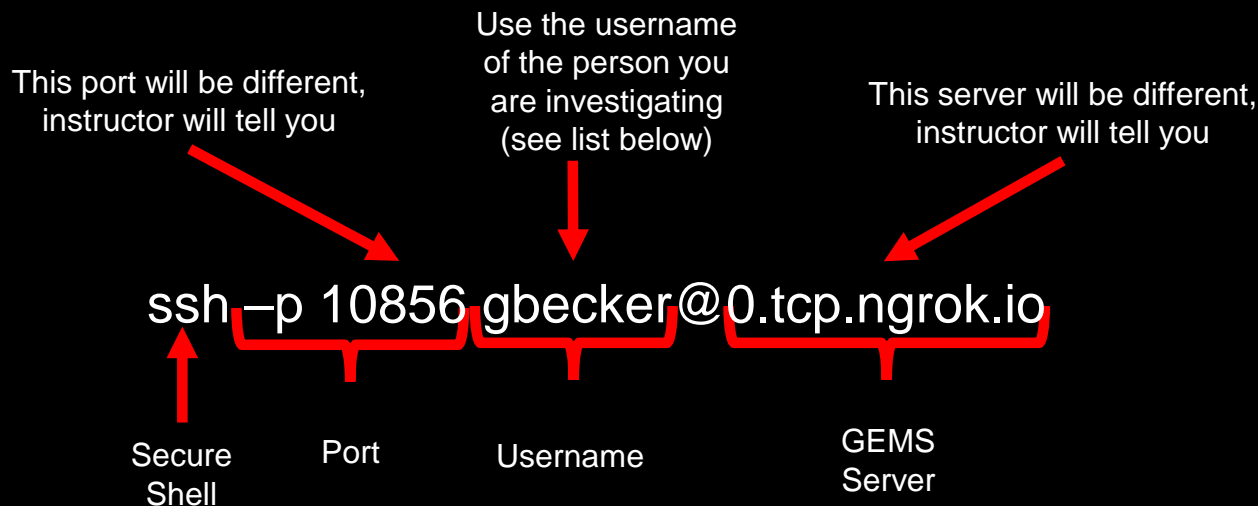 This port will be different,
instructor will tell you
Use the username
of the person you
are investigating
(see list below)
This server will be different,
instructor will tell you
ssh –p 10856 gbecker@0.tcp.ngrok.io
Secure
Shell
Port
Username
GEMS
Server